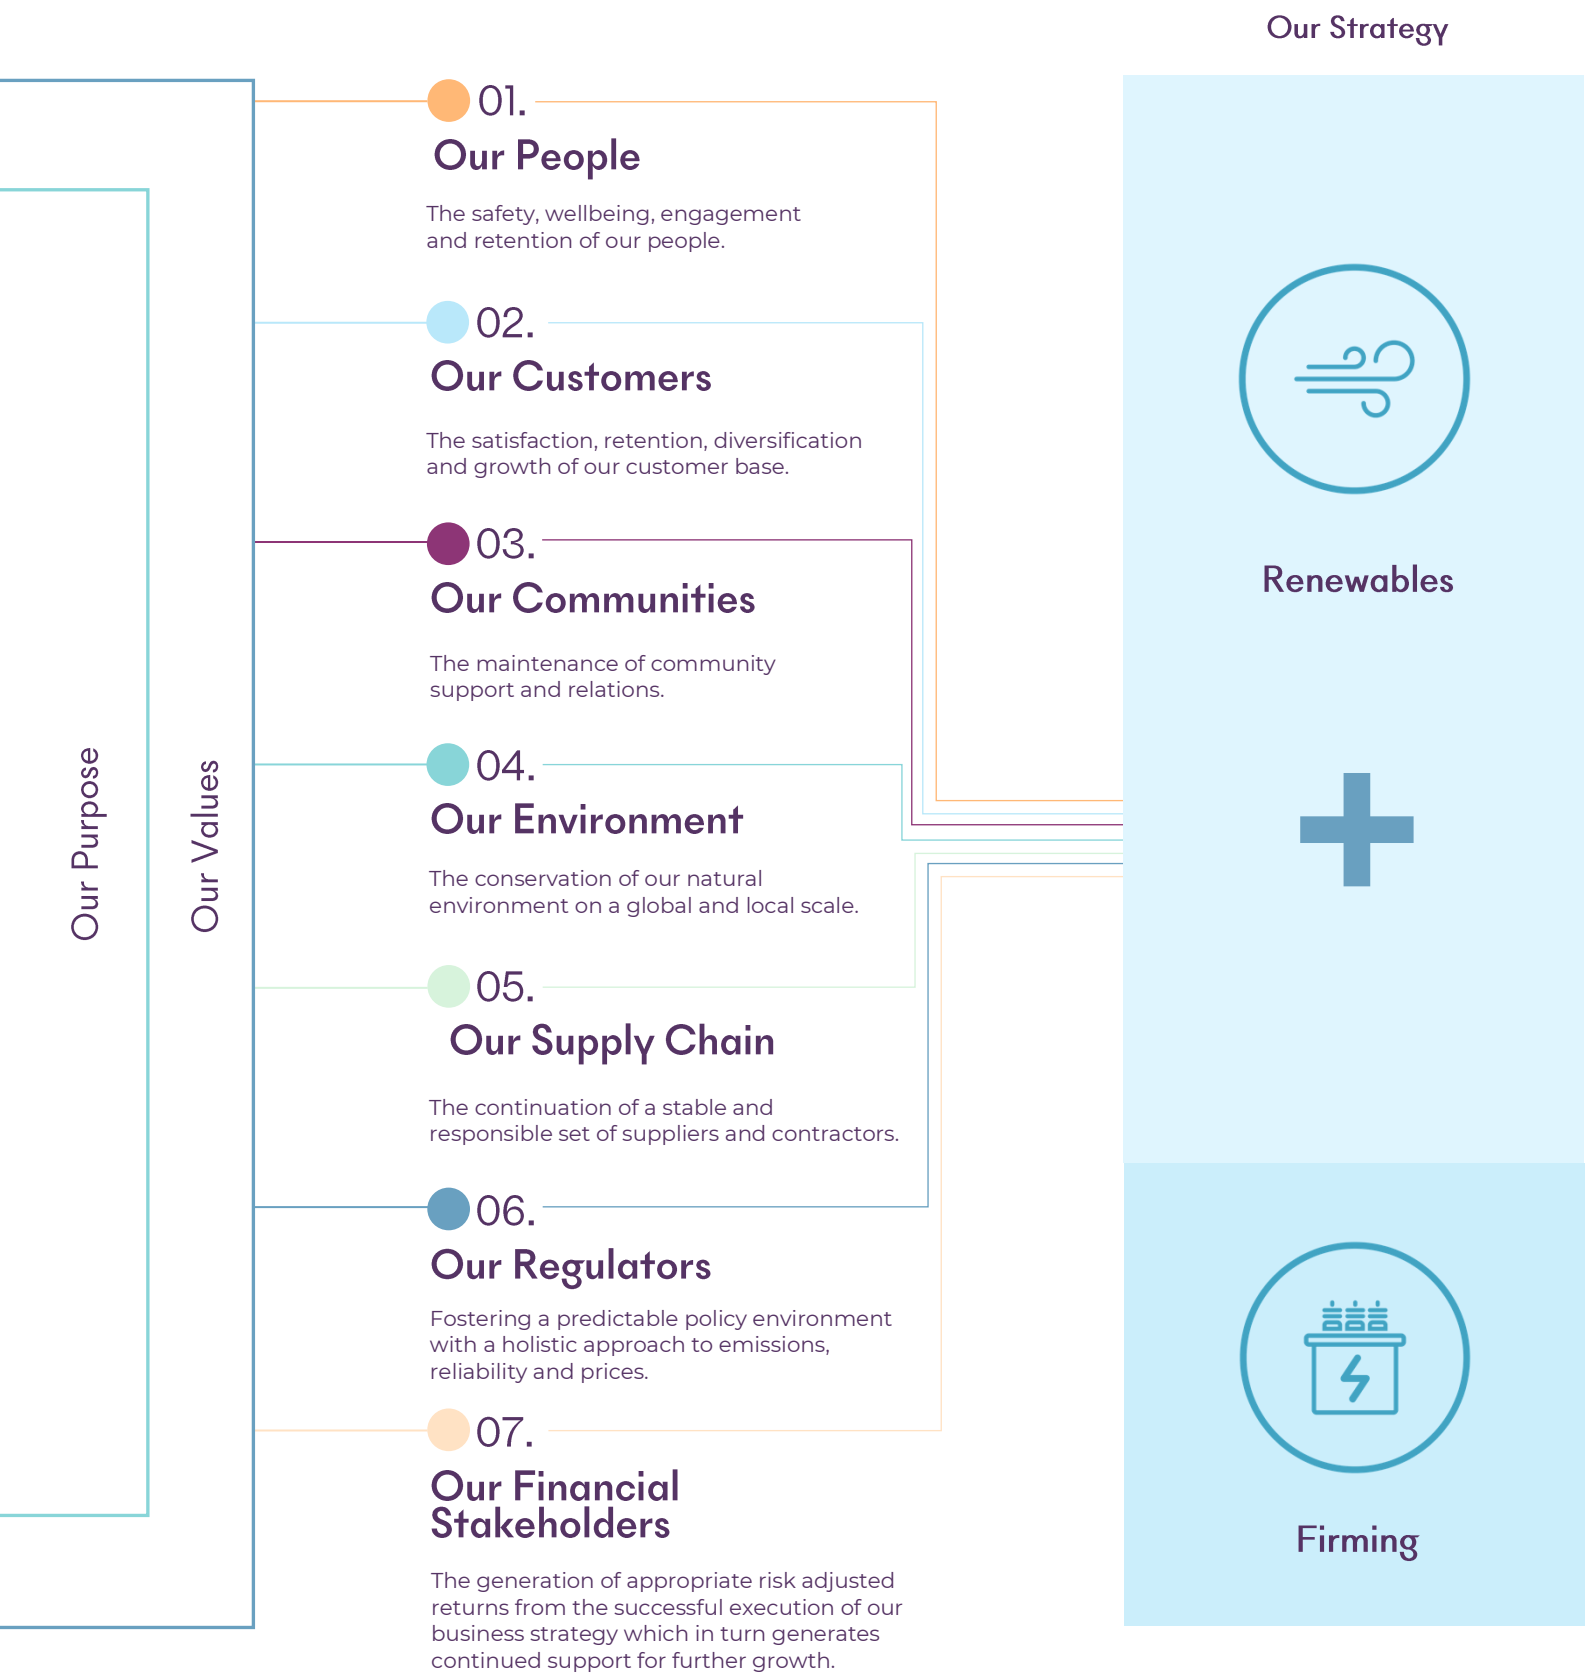 Our Strategy
Our Purpose
Our Values
01.
Our People
The safety, wellbeing, engagement
and retention of our people.
02.
Our Customers
The satisfaction, retention, diversification
and growth of our customer base.
03.
Our Communities
The maintenance of community
support and relations.
04.
Our Environment
The conservation of our natural
environment on a global and local scale.
05.
Our Supply Chain
The continuation of a stable and
responsible set of suppliers and contractors.
06.
Our Regulators
Fostering a predictable policy environment
with a holistic approach to emissions,
reliability and prices.
07.
Our Financial
Stakeholders
The generation of appropriate risk adjusted
returns from the successful execution of our
business strategy which in turn generates
continued support for further growth.
Renewables
+
Firming